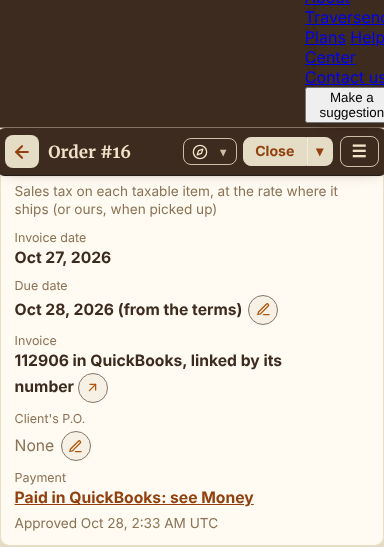 About
Traverseno
Plans Help
Center
Contact us
Make a
suggestion
Order #16
Close
Sales tax on each taxable item, at the rate where it
ships (or ours, when picked up)
Invoice date
Oct 27, 2026
Due date
Oct 28, 2026 (from the terms)
Invoice
112906 in QuickBooks, linked by its
number
Client's P.O.
None
Payment
Paid in QuickBooks: see Money
Approved Oct 28, 2:33 AM UTC